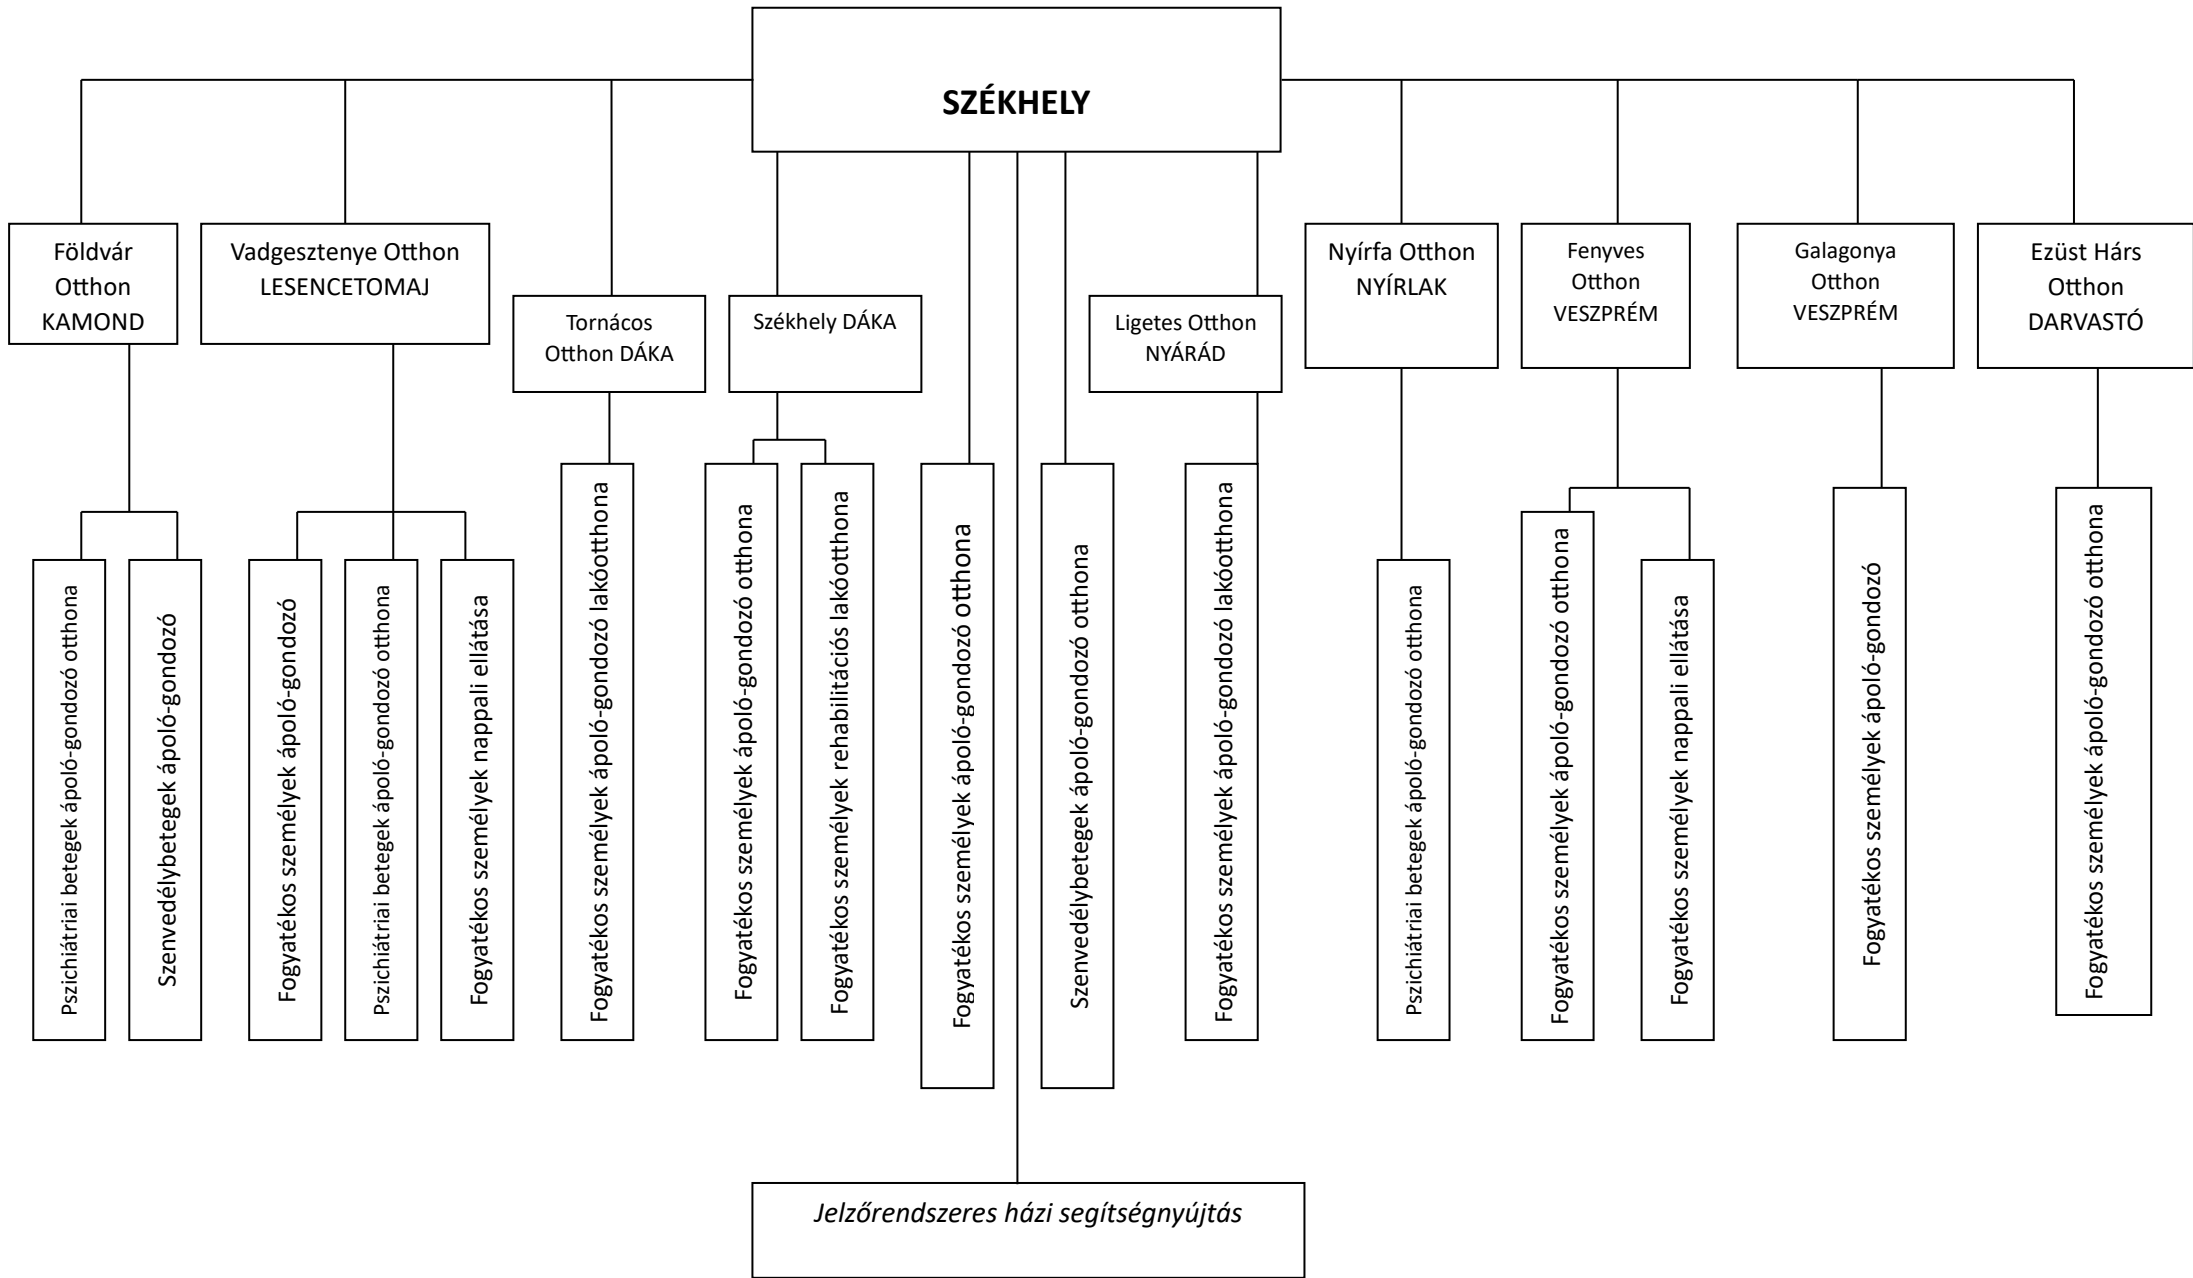 SZÉKHELY
Földvár
Otthon
KAMOND
Vadgesztenye Otthon
LESENCETOMAJ
Tornácos
Otthon DÁKA
Székhely DÁKA
Ligetes Otthon
NYÁRÁD
Nyírfa Otthon
NYÍRLAK
Fenyves
Otthon
VESZPRÉM
Galagonya
Otthon
VESZPRÉM
Ezüst Hárs
Otthon
DARVASTÓ
Pszichiátriai betegek ápoló-gondozó otthona
Szenvedélybetegek ápoló-gondozó
Fogyatékos személyek ápoló-gondozó
Pszichiátriai betegek ápoló-gondozó otthona
Fogyatékos személyek nappali ellátása
Fogyatékos személyek ápoló-gondozó lakóotthona
Fogyatékos személyek ápoló-gondozó otthona
Fogyatékos személyek rehabilitációs lakóotthona
Fogyatékos személyek ápoló-gondozó otthona
Szenvedélybetegek ápoló-gondozó otthona
Fogyatékos személyek ápoló-gondozó lakóotthona
Pszichiátriai betegek ápoló-gondozó otthona
Fogyatékos személyek ápoló-gondozó otthona
Fogyatékos személyek nappali ellátása
Fogyatékos személyek ápoló-gondozó
Fogyatékos személyek ápoló-gondozó otthona
Jelzőrendszeres házi segítségnyújtás